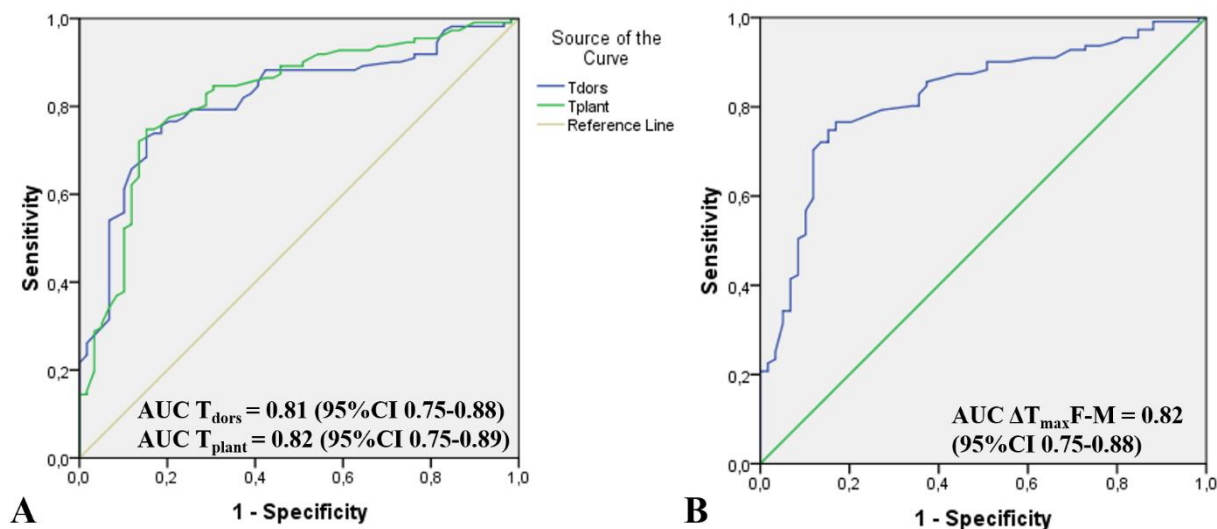 1,0
0,8
0,6
0,4
0,2
0,0
Sensitivity
0,0 0,2 0,4 0,6 0,8 1,0
1 - Specificity
AUC T_dors = 0.81 (95%CI 0.75-0.88)
AUC T_plant = 0.82 (95%CI 0.75-0.89)
A
Source of the
Curve
Tdors
Tplant
Reference Line
1,0
0,8
0,6
0,4
0,2
0,0
Sensitivity
0,0 0,2 0,4 0,6 0,8 1,0
1 - Specificity
AUC ΔT_maxF-M = 0.82
(95%CI 0.75-0.88)
B